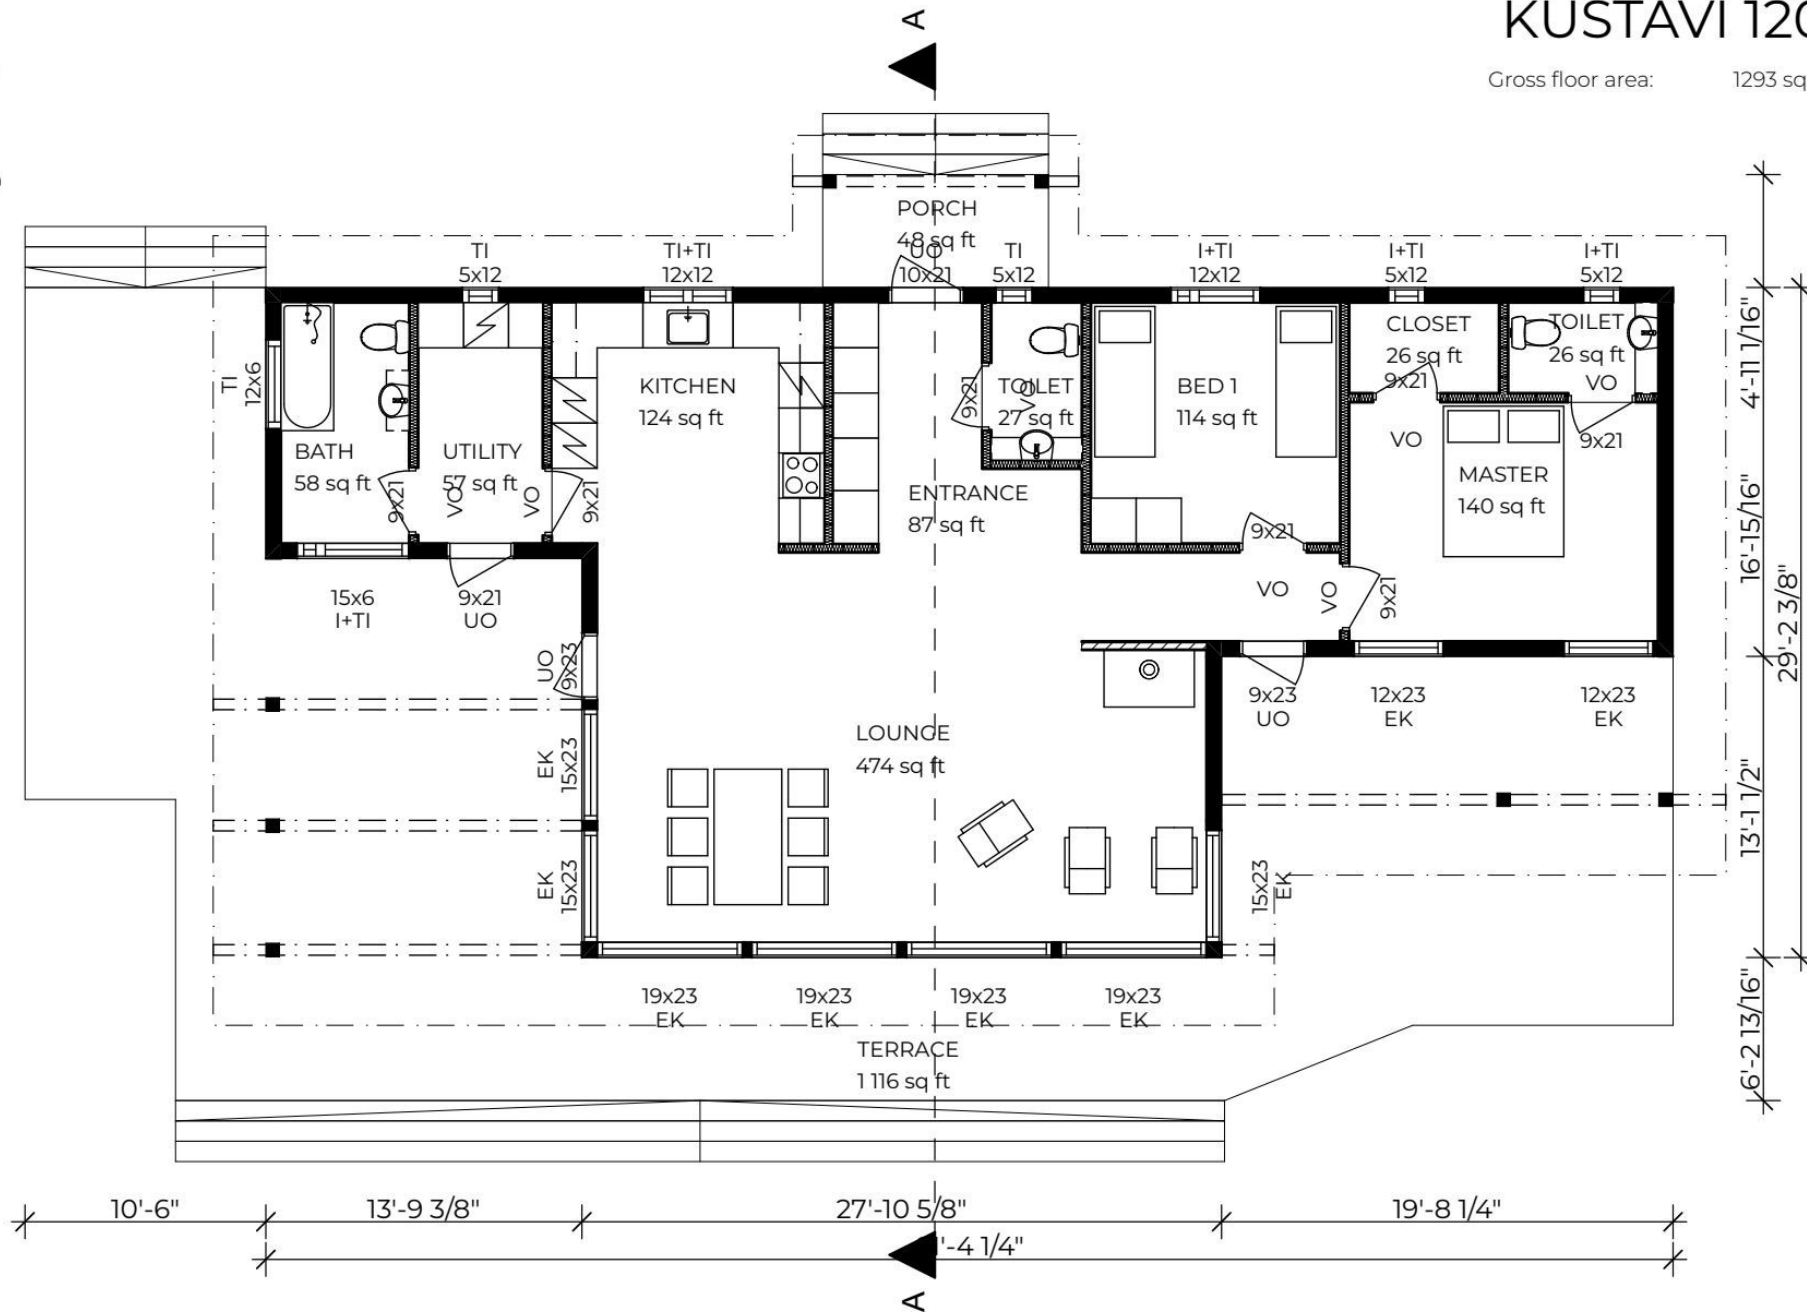 A
KUSTAVI 120
Gross floor area: 1293 sq
PORCH
48 sq ft
TI
5x12
TI+TI
12x12
UO
10x21
TI
5x12
I+TI
12x12
I+TI
5x12
I+TI
5x12
TI
12x6
BATH
58 sq ft
9x21
VO
UTILITY
57 sq ft
VO
9x21
KITCHEN
124 sq ft
ENTRANCE
87 sq ft
9x21
VO
TOILET
27 sq ft
BED 1
114 sq ft
9x21
VO
CLOSET
26 sq ft
9x21
VO
TOILET
26 sq ft
VO
9x21
MASTER
140 sq ft
VO
9x21
15x6
I+TI
9x21
UO
UO
9x23
EK
15x23
EK
15x23
LOUNGE
474 sq ft
9x23
UO
12x23
EK
12x23
EK
15x23
EK
19x23
EK
19x23
EK
19x23
EK
19x23
EK
TERRACE
1 116 sq ft
4'-11 1/16"
16'-15/16"
29'-2 3/8"
13'-1 1/2"
6'-2 13/16"
10'-6"
13'-9 3/8"
27'-10 5/8"
19'-8 1/4"
'-4 1/4"
A